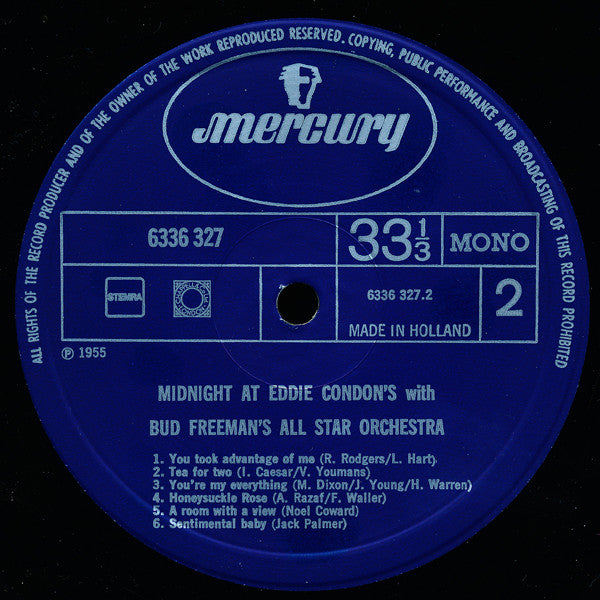 ALL RIGHTS OF THE RECORD PRODUCER AND OF THE OWNER OF THE WORK REPRODUCED RESERVED. COPYING, PUBLIC PERFORMANCE AND BROADCASTING OF THIS RECORD PROHIBITED
mercury
6336 327
33 1/3
MONO
STEMRA
6336 327.2
2
MADE IN HOLLAND
℗ 1955
MIDNIGHT AT EDDIE CONDON'S with
BUD FREEMAN'S ALL STAR ORCHESTRA
1. You took advantage of me (R. Rodgers/L. Hart)
2. Tea for two (I. Caesar/V. Youmans)
3. You're my everything (M. Dixon/J. Young/H. Warren)
4. Honeysuckle Rose (A. Razaf/F. Waller)
5. A room with a view (Noel Coward)
6. Sentimental baby (Jack Palmer)